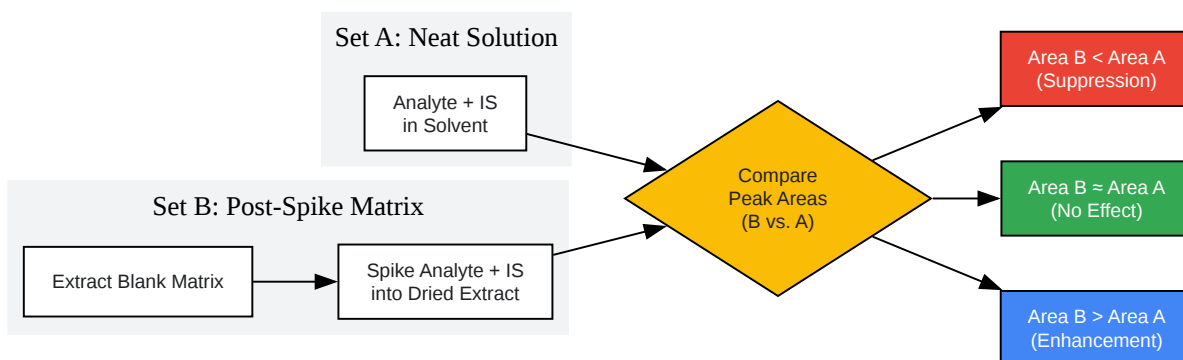 Set A: Neat Solution
Analyte + IS
in Solvent
Set B: Post-Spike Matrix
Extract Blank Matrix
Spike Analyte + IS
into Dried Extract
Compare
Peak Areas
(B vs. A)
Area B < Area A
(Suppression)
Area B ≈ Area A
(No Effect)
Area B > Area A
(Enhancement)